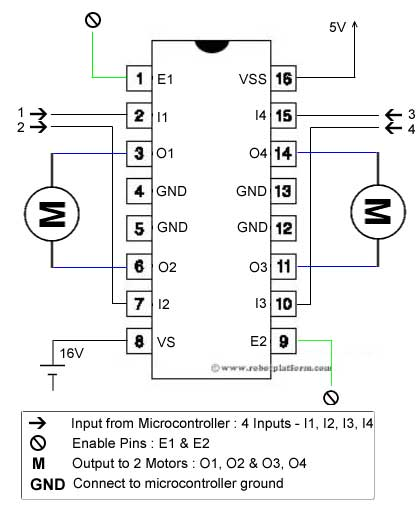 5V
1 E1 VSS 16
1 2 I1 I4 15 3
2 4
3 O1 O4 14
M M
4 GND GND 13
5 GND GND 12
6 O2 O3 11
7 I2 I3 10
8 VS E2 9
16V
© www.robotplatform.com
Input from Microcontroller : 4 Inputs - I1, I2, I3, I4
Enable Pins : E1 & E2
M Output to 2 Motors : O1, O2 & O3, O4
GND Connect to microcontroller ground